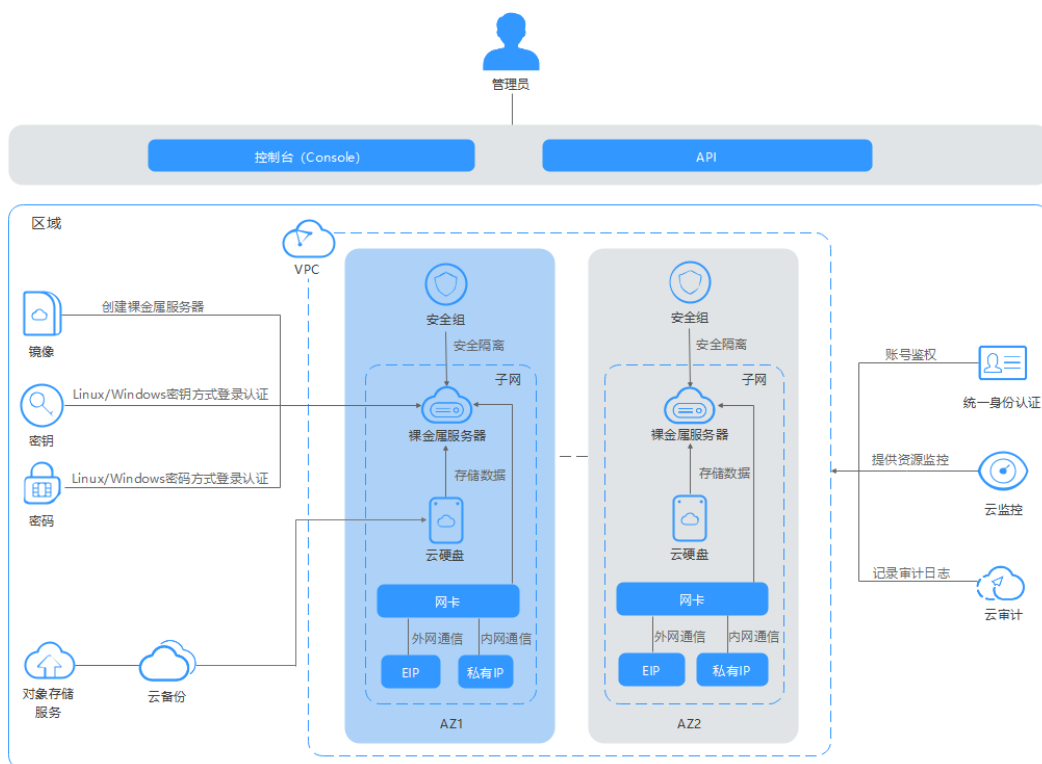 管理员
控制台（Console）
API
区域
VPC
安全组
安全组
创建裸金属服务器
镜像
安全隔离
安全隔离
账号鉴权
统一身份认证
子网
子网
Linux/Windows密钥方式登录认证
密钥
裸金属服务器
裸金属服务器
提供资源监控
云监控
存储数据
存储数据
Linux/Windows密码方式登录认证
密码
云硬盘
云硬盘
记录审计日志
云审计
网卡
网卡
外网通信
内网通信
外网通信
内网通信
EIP
私有IP
EIP
私有IP
对象存储
服务
云备份
AZ1
AZ2